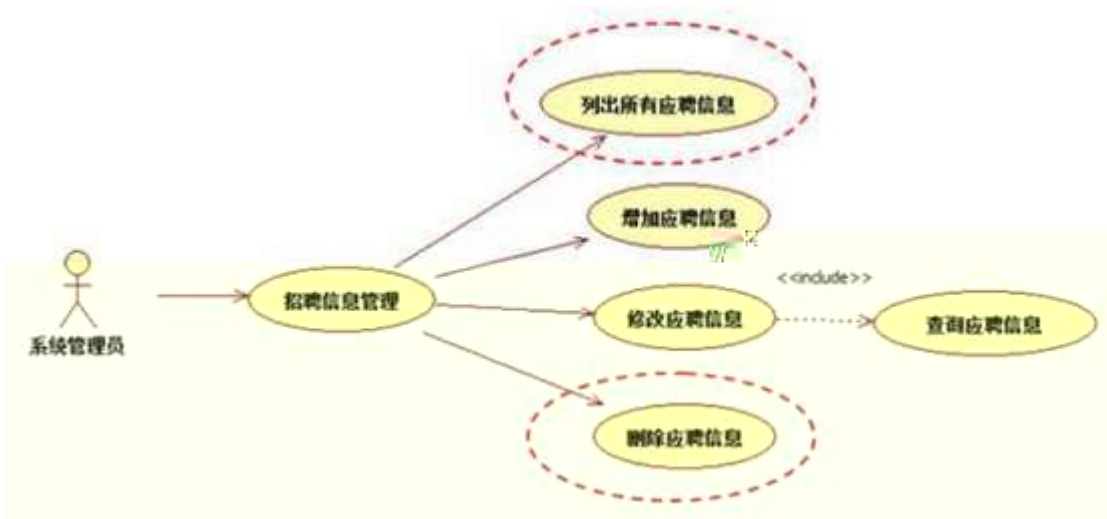 列出所有应聘信息
增加应聘信息
<<include>>
招聘信息管理
修改应聘信息
查询应聘信息
系统管理员
删除应聘信息